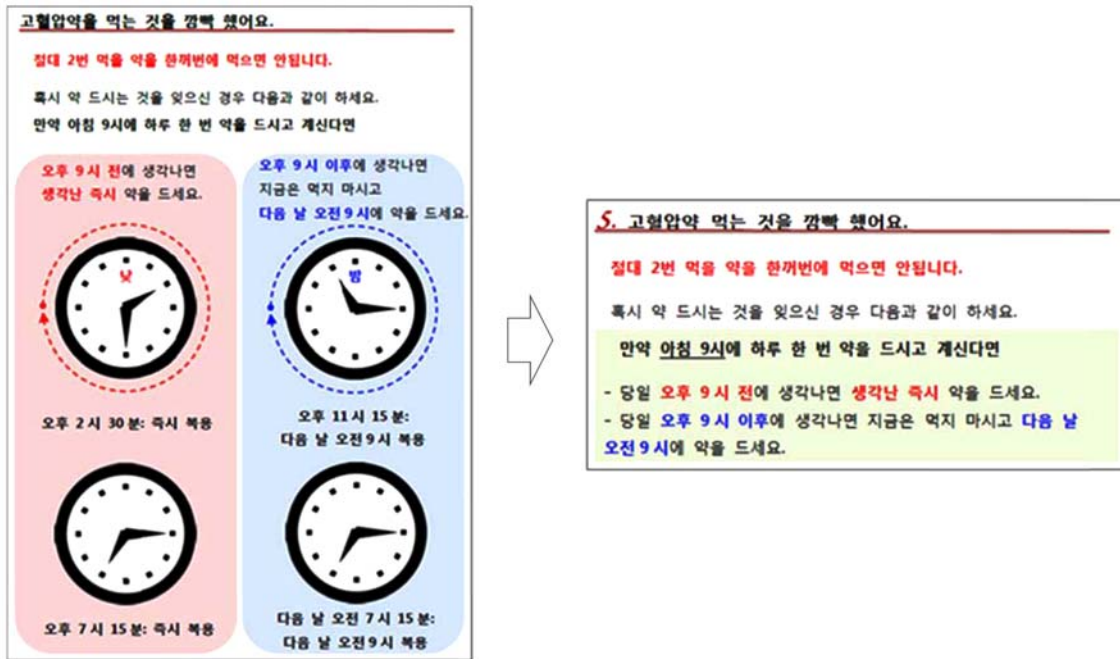 고혈압약을 먹는 것을 깜빡 했어요.
절대 2번 먹을 약을 한꺼번에 먹으면 안됩니다.
혹시 약 드시는 것을 잊으신 경우 다음과 같이 하세요.
만약 아침 9시에 하루 한 번 약을 드시고 계신다면
오후 9시 전에 생각나면
생각난 즉시 약을 드세요.
낮
오후 2시 30분: 즉시 복용
오후 7시 15분: 즉시 복용
오후 9시 이후에 생각나면
지금은 먹지 마시고
다음 날 오전 9시에 약을 드세요.
밤
오후 11시 15분:
다음 날 오전 9시 복용
다음 날 오전 7시 15분:
다음 날 오전 9시 복용
5. 고혈압약 먹는 것을 깜빡 했어요.
절대 2번 먹을 약을 한꺼번에 먹으면 안됩니다.
혹시 약 드시는 것을 잊으신 경우 다음과 같이 하세요.
만약 아침 9시에 하루 한 번 약을 드시고 계신다면
- 당일 오후 9시 전에 생각나면 생각난 즉시 약을 드세요.
- 당일 오후 9시 이후에 생각나면 지금은 먹지 마시고 다음 날
오전 9시에 약을 드세요.